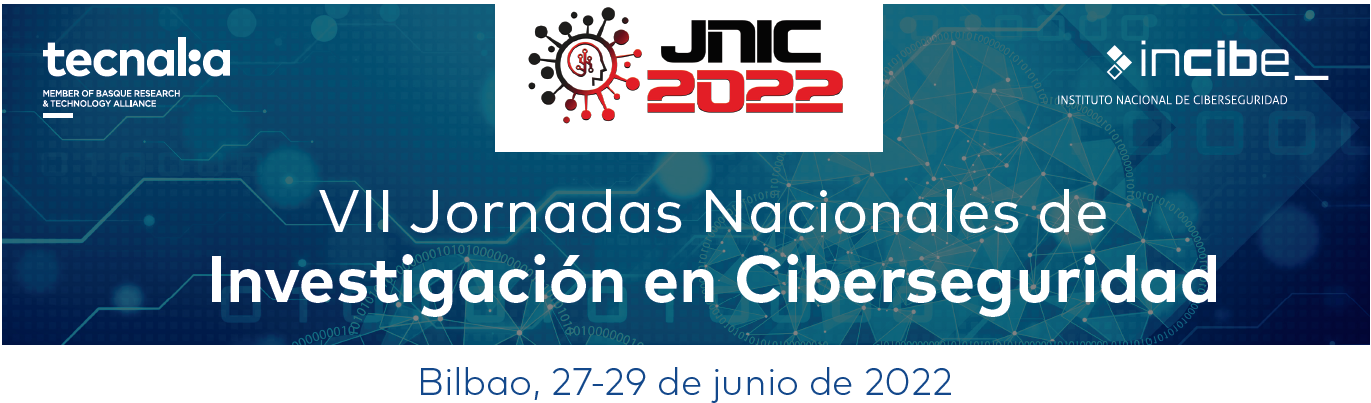 tecnal:a
MEMBER OF BASQUE RESEARCH
& TECHNOLOGY ALLIANCE
JNIC
2022
incibe_
INSTITUTO NACIONAL DE CIBERSEGURIDAD
VII Jornadas Nacionales de
Investigación en Ciberseguridad
Bilbao, 27-29 de junio de 2022